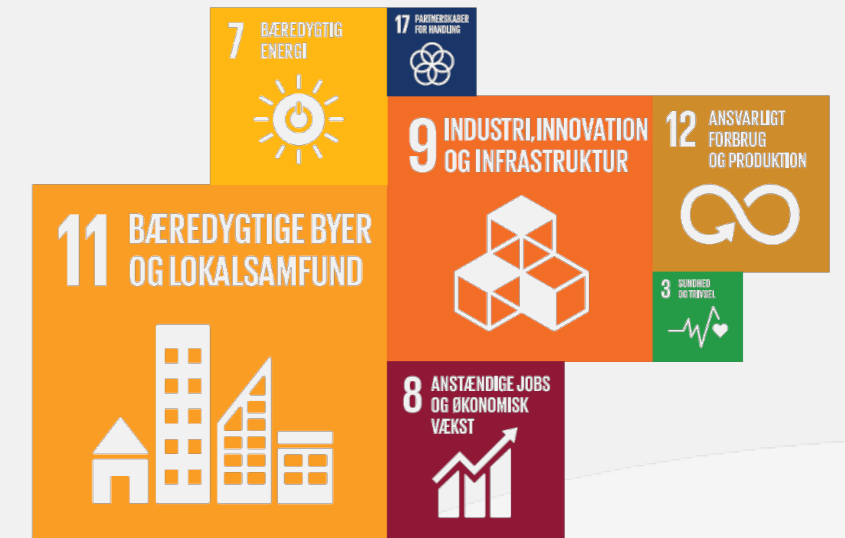 7
BÆREDYGTIG
ENERGI
17
PARTNERSKABER
FOR HANDLING
9
INDUSTRI, INNOVATION
OG INFRASTRUKTUR
12
ANSVARLIGT
FORBRUG
OG PRODUKTION
11
BÆREDYGTIGE BYER
OG LOKALSAMFUND
3
SUNDHED
OG TRIVSEL
8
ANSTÆNDIGE JOBS
OG ØKONOMISK
VÆKST